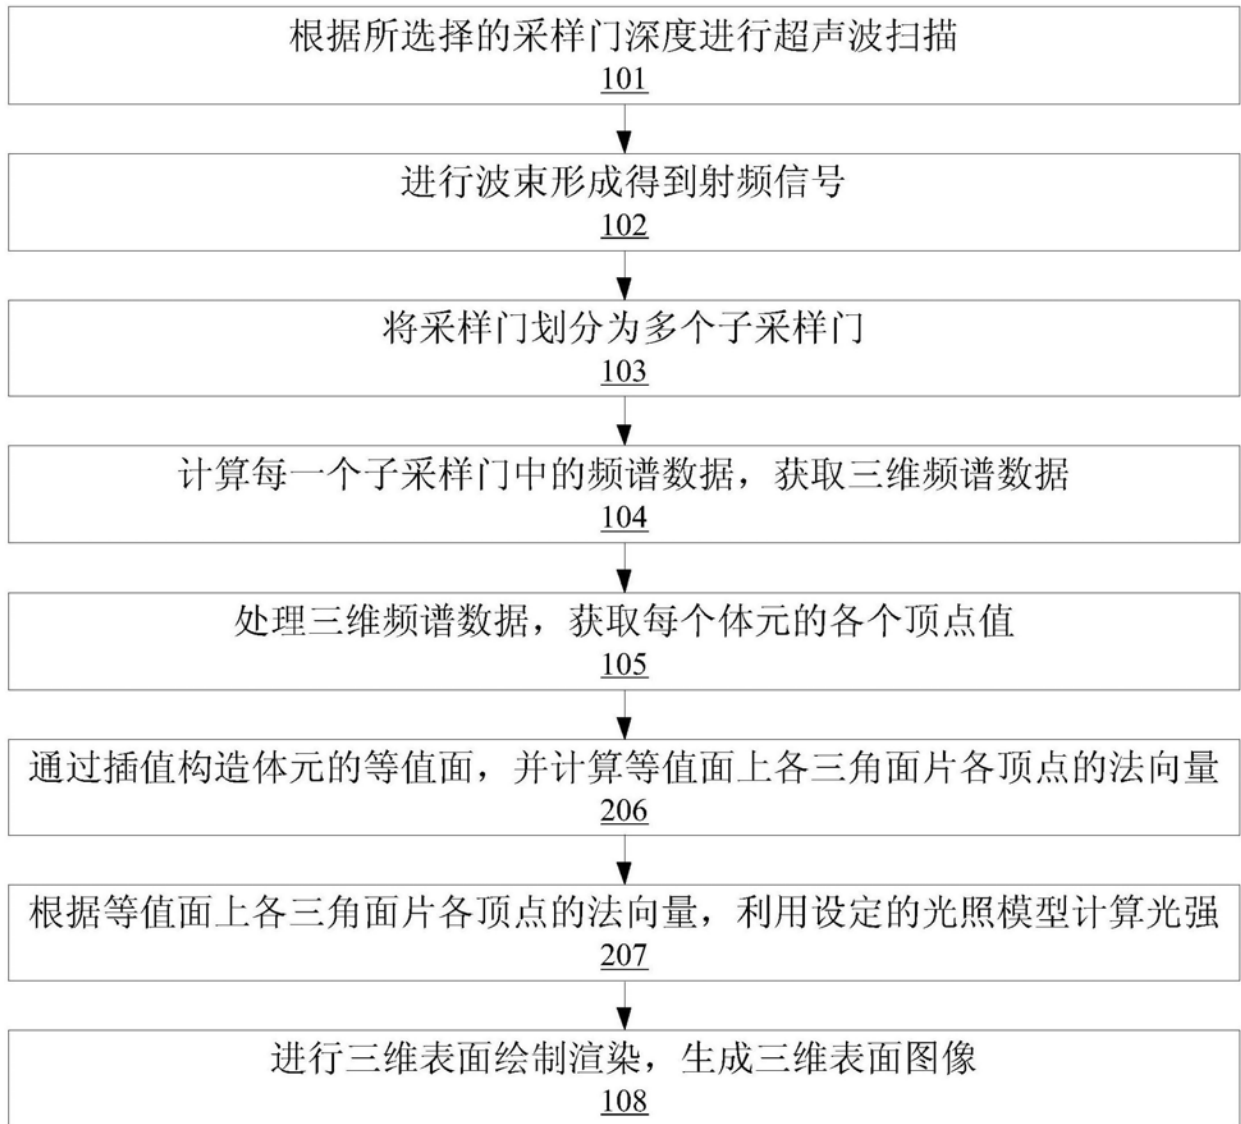 根据所选择的采样门深度进行超声波扫描
101
进行波束形成得到射频信号
102
将采样门划分为多个子采样门
103
计算每一个子采样门中的频谱数据，获取三维频谱数据
104
处理三维频谱数据，获取每个体元的各个顶点值
105
通过插值构造体元的等值面，并计算等值面上各三角面片各顶点的法向量
206
根据等值面上各三角面片各顶点的法向量，利用设定的光照模型计算光强
207
进行三维表面绘制渲染，生成三维表面图像
108